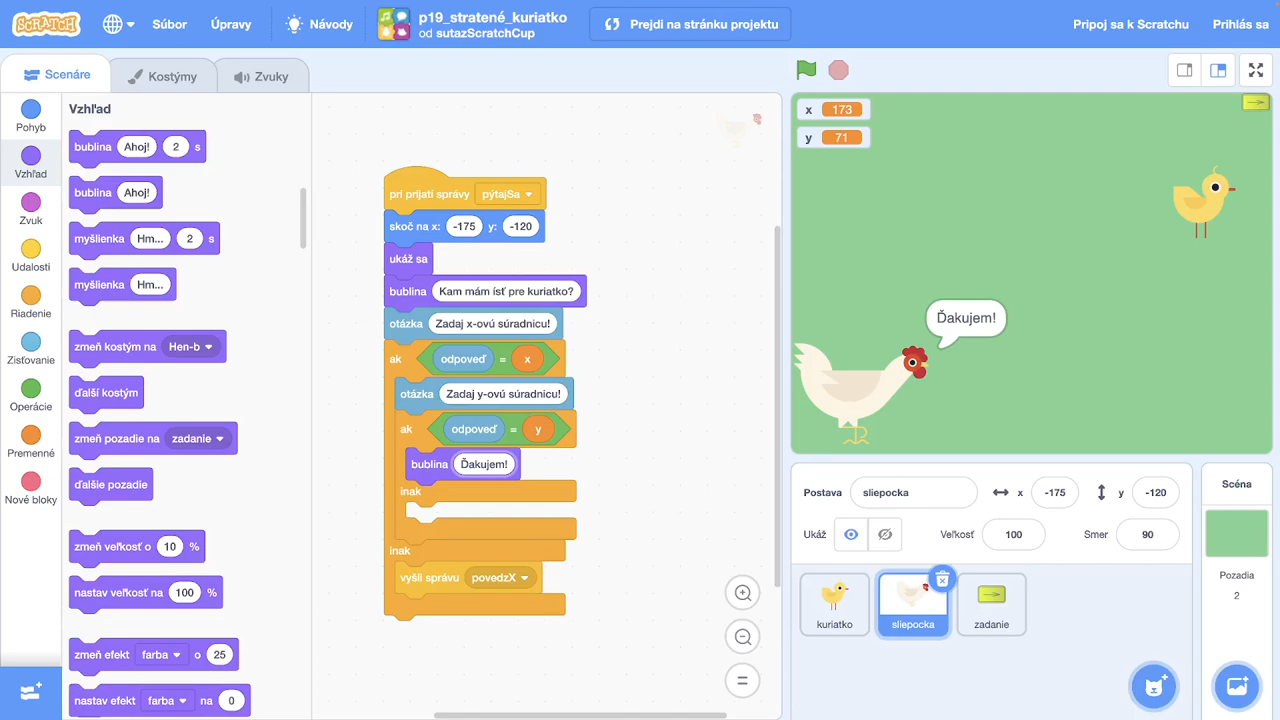 SCRATCH
Súbor
Úpravy
Návody
p19_stratené_kuriatko
od sutazScratchCup
Prejdi na stránku projektu
Pripoj sa k Scratchu
Prihlás sa
Scenáre
Kostýmy
Zvuky
Pohyb
Vzhľad
Zvuk
Udalosti
Riadenie
Zisťovanie
Operácie
Premenné
Nové bloky
Vzhľad
bublina Ahoj! 2 s
bublina Ahoj!
myšlienka Hm... 2 s
myšlienka Hm...
zmeň kostým na Hen-b
ďalší kostým
zmeň pozadie na zadanie
ďalšie pozadie
zmeň veľkosť o 10 %
nastav veľkosť na 100 %
zmeň efekt farba o 25
nastav efekt farba na 0
pri prijatí správy pýtajSa
skoč na x: -175 y: -120
ukáž sa
bublina Kam mám ísť pre kuriatko?
otázka Zadaj x-ovú súradnicu!
ak odpoveď = x
otázka Zadaj y-ovú súradnicu!
ak odpoveď = y
bublina Ďakujem!
inak
inak
vyšli správu povedzX
x 173
y 71
Ďakujem!
Postava sliepocka x -175 y -120
Ukáž Veľkosť 100 Smer 90
kuriatko
sliepocka
zadanie
Scéna
Pozadia
2